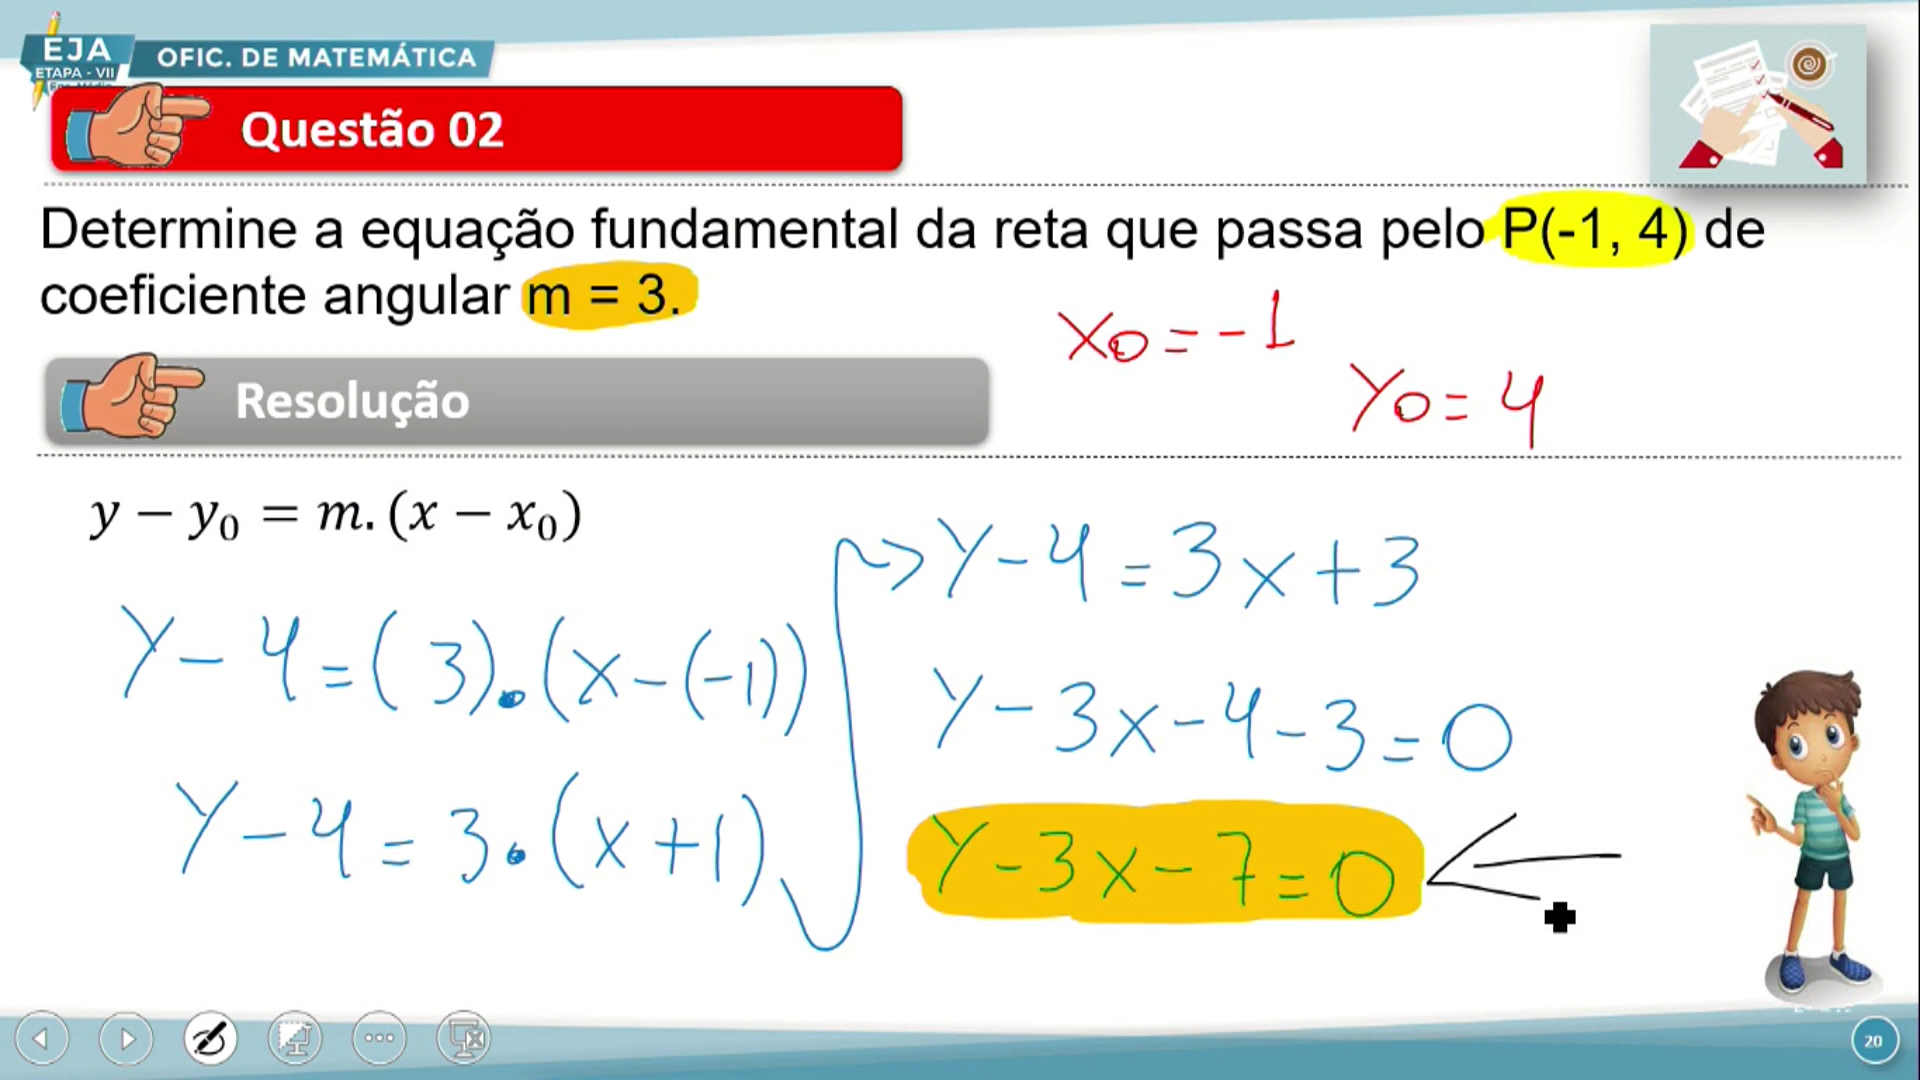 EJA
ETAPA - VII
OFIC. DE MATEMÁTICA
Questão 02
Determine a equação fundamental da reta que passa pelo P(-1, 4) de
coeficiente angular m = 3.
x0 = -1
y0 = 4
Resolução
y − y₀ = m. (x − x₀)
y - 4 = (3).(x - (-1))
y - 4 = 3.(x + 1)
y - 4 = 3x + 3
y - 3x - 4 - 3 = 0
y - 3x - 7 = 0
20